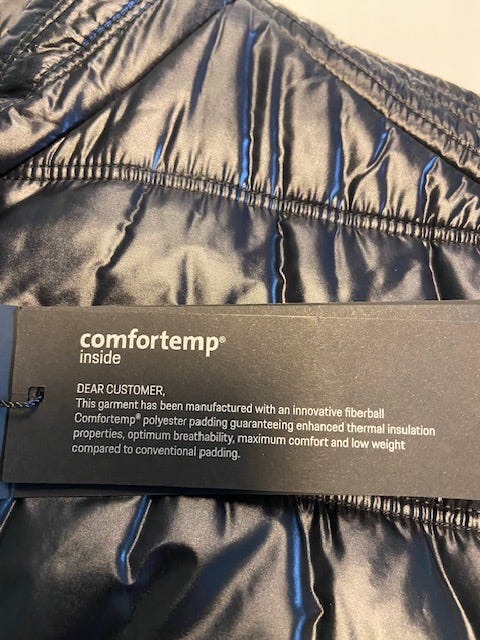 comfortemp®
inside
DEAR CUSTOMER,
This garment has been manufactured with an innovative fiberball
Comfortemp® polyester padding guaranteeing enhanced thermal insulation
properties, optimum breathability, maximum comfort and low weight
compared to conventional padding.